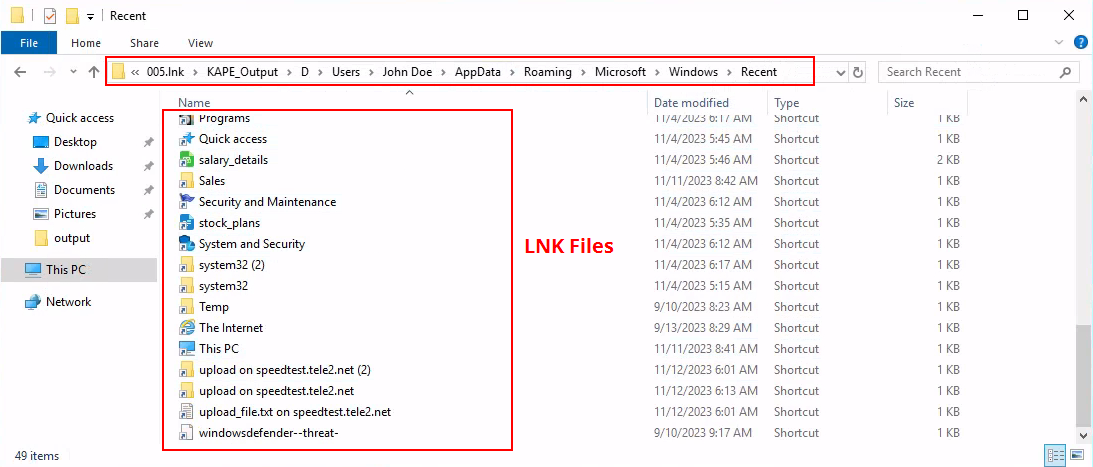 Recent
File Home Share View
« 005.lnk > KAPE_Output > D > Users > John Doe > AppData > Roaming > Microsoft > Windows > Recent
Search Recent
Quick access
Desktop
Downloads
Documents
Pictures
output
This PC
Network
Name Date modified Type Size
Programs 11/4/2023 6:17 AM Shortcut 1 KB
Quick access 11/4/2023 5:45 AM Shortcut 1 KB
salary_details 11/4/2023 5:46 AM Shortcut 2 KB
Sales 11/11/2023 8:42 AM Shortcut 1 KB
Security and Maintenance 11/4/2023 6:12 AM Shortcut 1 KB
stock_plans 11/4/2023 5:35 AM Shortcut 1 KB
System and Security 11/4/2023 6:12 AM Shortcut 1 KB
system32 (2) 11/4/2023 6:17 AM Shortcut 1 KB
system32 11/4/2023 5:15 AM Shortcut 1 KB
Temp 9/10/2023 8:23 AM Shortcut 1 KB
The Internet 9/13/2023 8:29 AM Shortcut 1 KB
This PC 11/11/2023 8:41 AM Shortcut 1 KB
upload on speedtest.tele2.net (2) 11/12/2023 6:01 AM Shortcut 1 KB
upload on speedtest.tele2.net 11/12/2023 6:13 AM Shortcut 1 KB
upload_file.txt on speedtest.tele2.net 11/12/2023 6:01 AM Shortcut 1 KB
windowsdefender--threat- 9/10/2023 9:17 AM Shortcut 1 KB
LNK Files
49 items